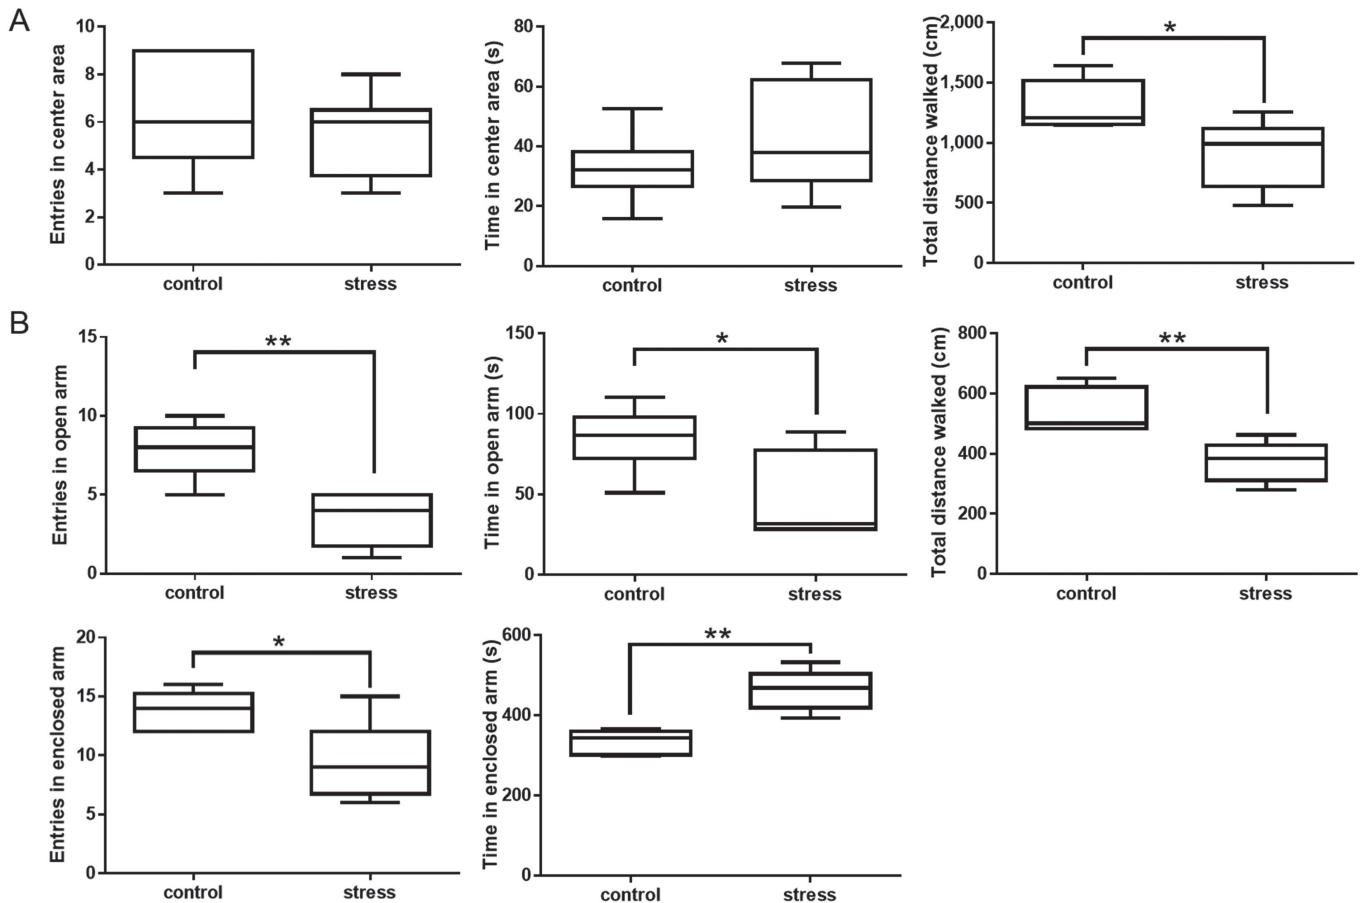 A
Entries in center area
10
8
6
4
2
0
control stress
Time in center area (s)
80
60
40
20
0
control stress
Total distance walked (cm)
2,000
1,500
1,000
500
0
*
control stress
B
Entries in open arm
15
10
5
0
**
control stress
Time in open arm (s)
150
100
50
0
*
control stress
Total distance walked (cm)
800
600
400
200
0
**
control stress
Entries in enclosed arm
20
15
10
5
0
*
control stress
Time in enclosed arm (s)
600
400
200
0
**
control stress